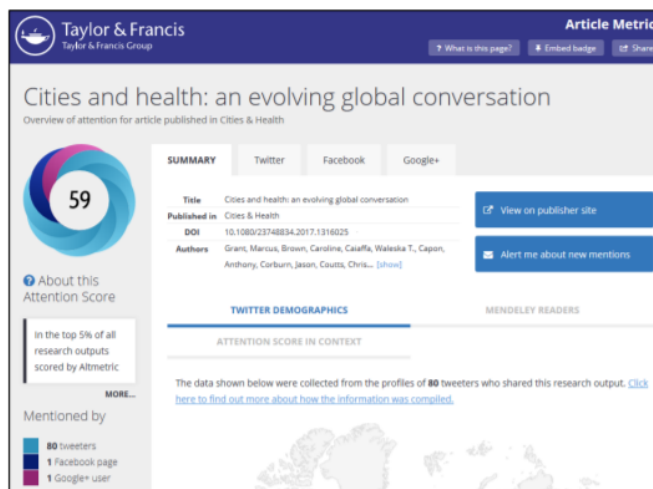 Taylor & Francis
Taylor & Francis Group
Article Metric
? What is this page?
Embed badge
Share
Cities and health: an evolving global conversation
Overview of attention for article published in Cities & Health
59
SUMMARY
Twitter
Facebook
Google+
Title Cities and health: an evolving global conversation
Published in Cities & Health
DOI 10.1080/23748834.2017.1316025
Authors Grant, Marcus, Brown, Caroline, Caiaffa, Waleska T., Capon,
Anthony, Corburn, Jason, Coutts, Chris... [show]
View on publisher site
Alert me about new mentions
? About this
Attention Score
In the top 5% of all
research outputs
scored by Altmetric
MORE...
Mentioned by
80 tweeters
1 Facebook page
1 Google+ user
TWITTER DEMOGRAPHICS
MENDELEY READERS
ATTENTION SCORE IN CONTEXT
The data shown below were collected from the profiles of 80 tweeters who shared this research output. Click
here to find out more about how the information was compiled.